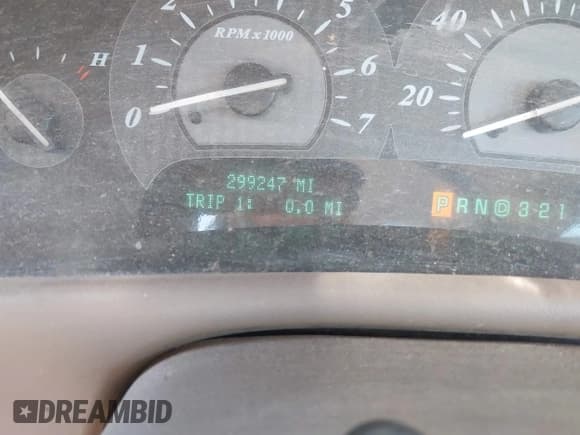 2 5 40
H 1 RPM x 1000 6 20
0 7
299247 MI
TRIP 1: 0.0 MI P R N D 3 2 1
DREAMBID